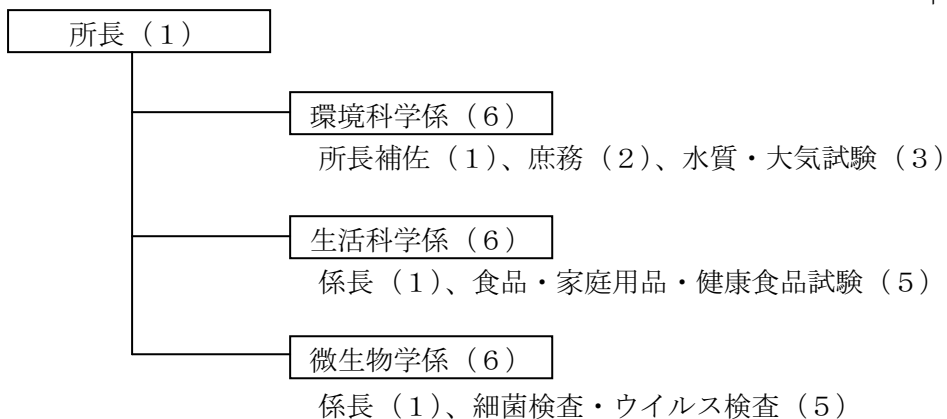 所長（１）
環境科学係（６）
所長補佐（１）、庶務（２）、水質・大気試験（３）
生活科学係（６）
係長（１）、食品・家庭用品・健康食品試験（５）
微生物学係（６）
係長（１）、細菌検査・ウイルス検査（５）